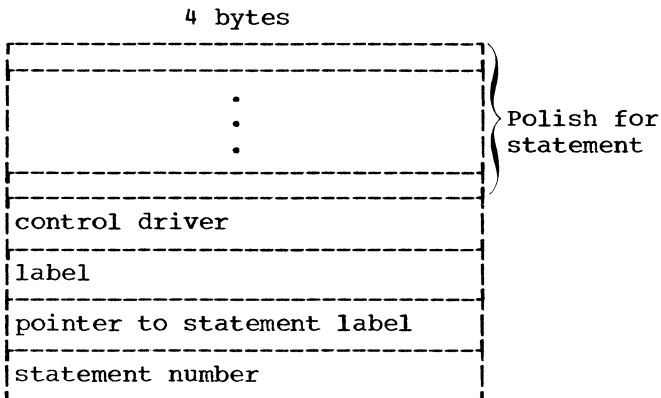 4 bytes
Polish for
statement
control driver
label
pointer to statement label
statement number